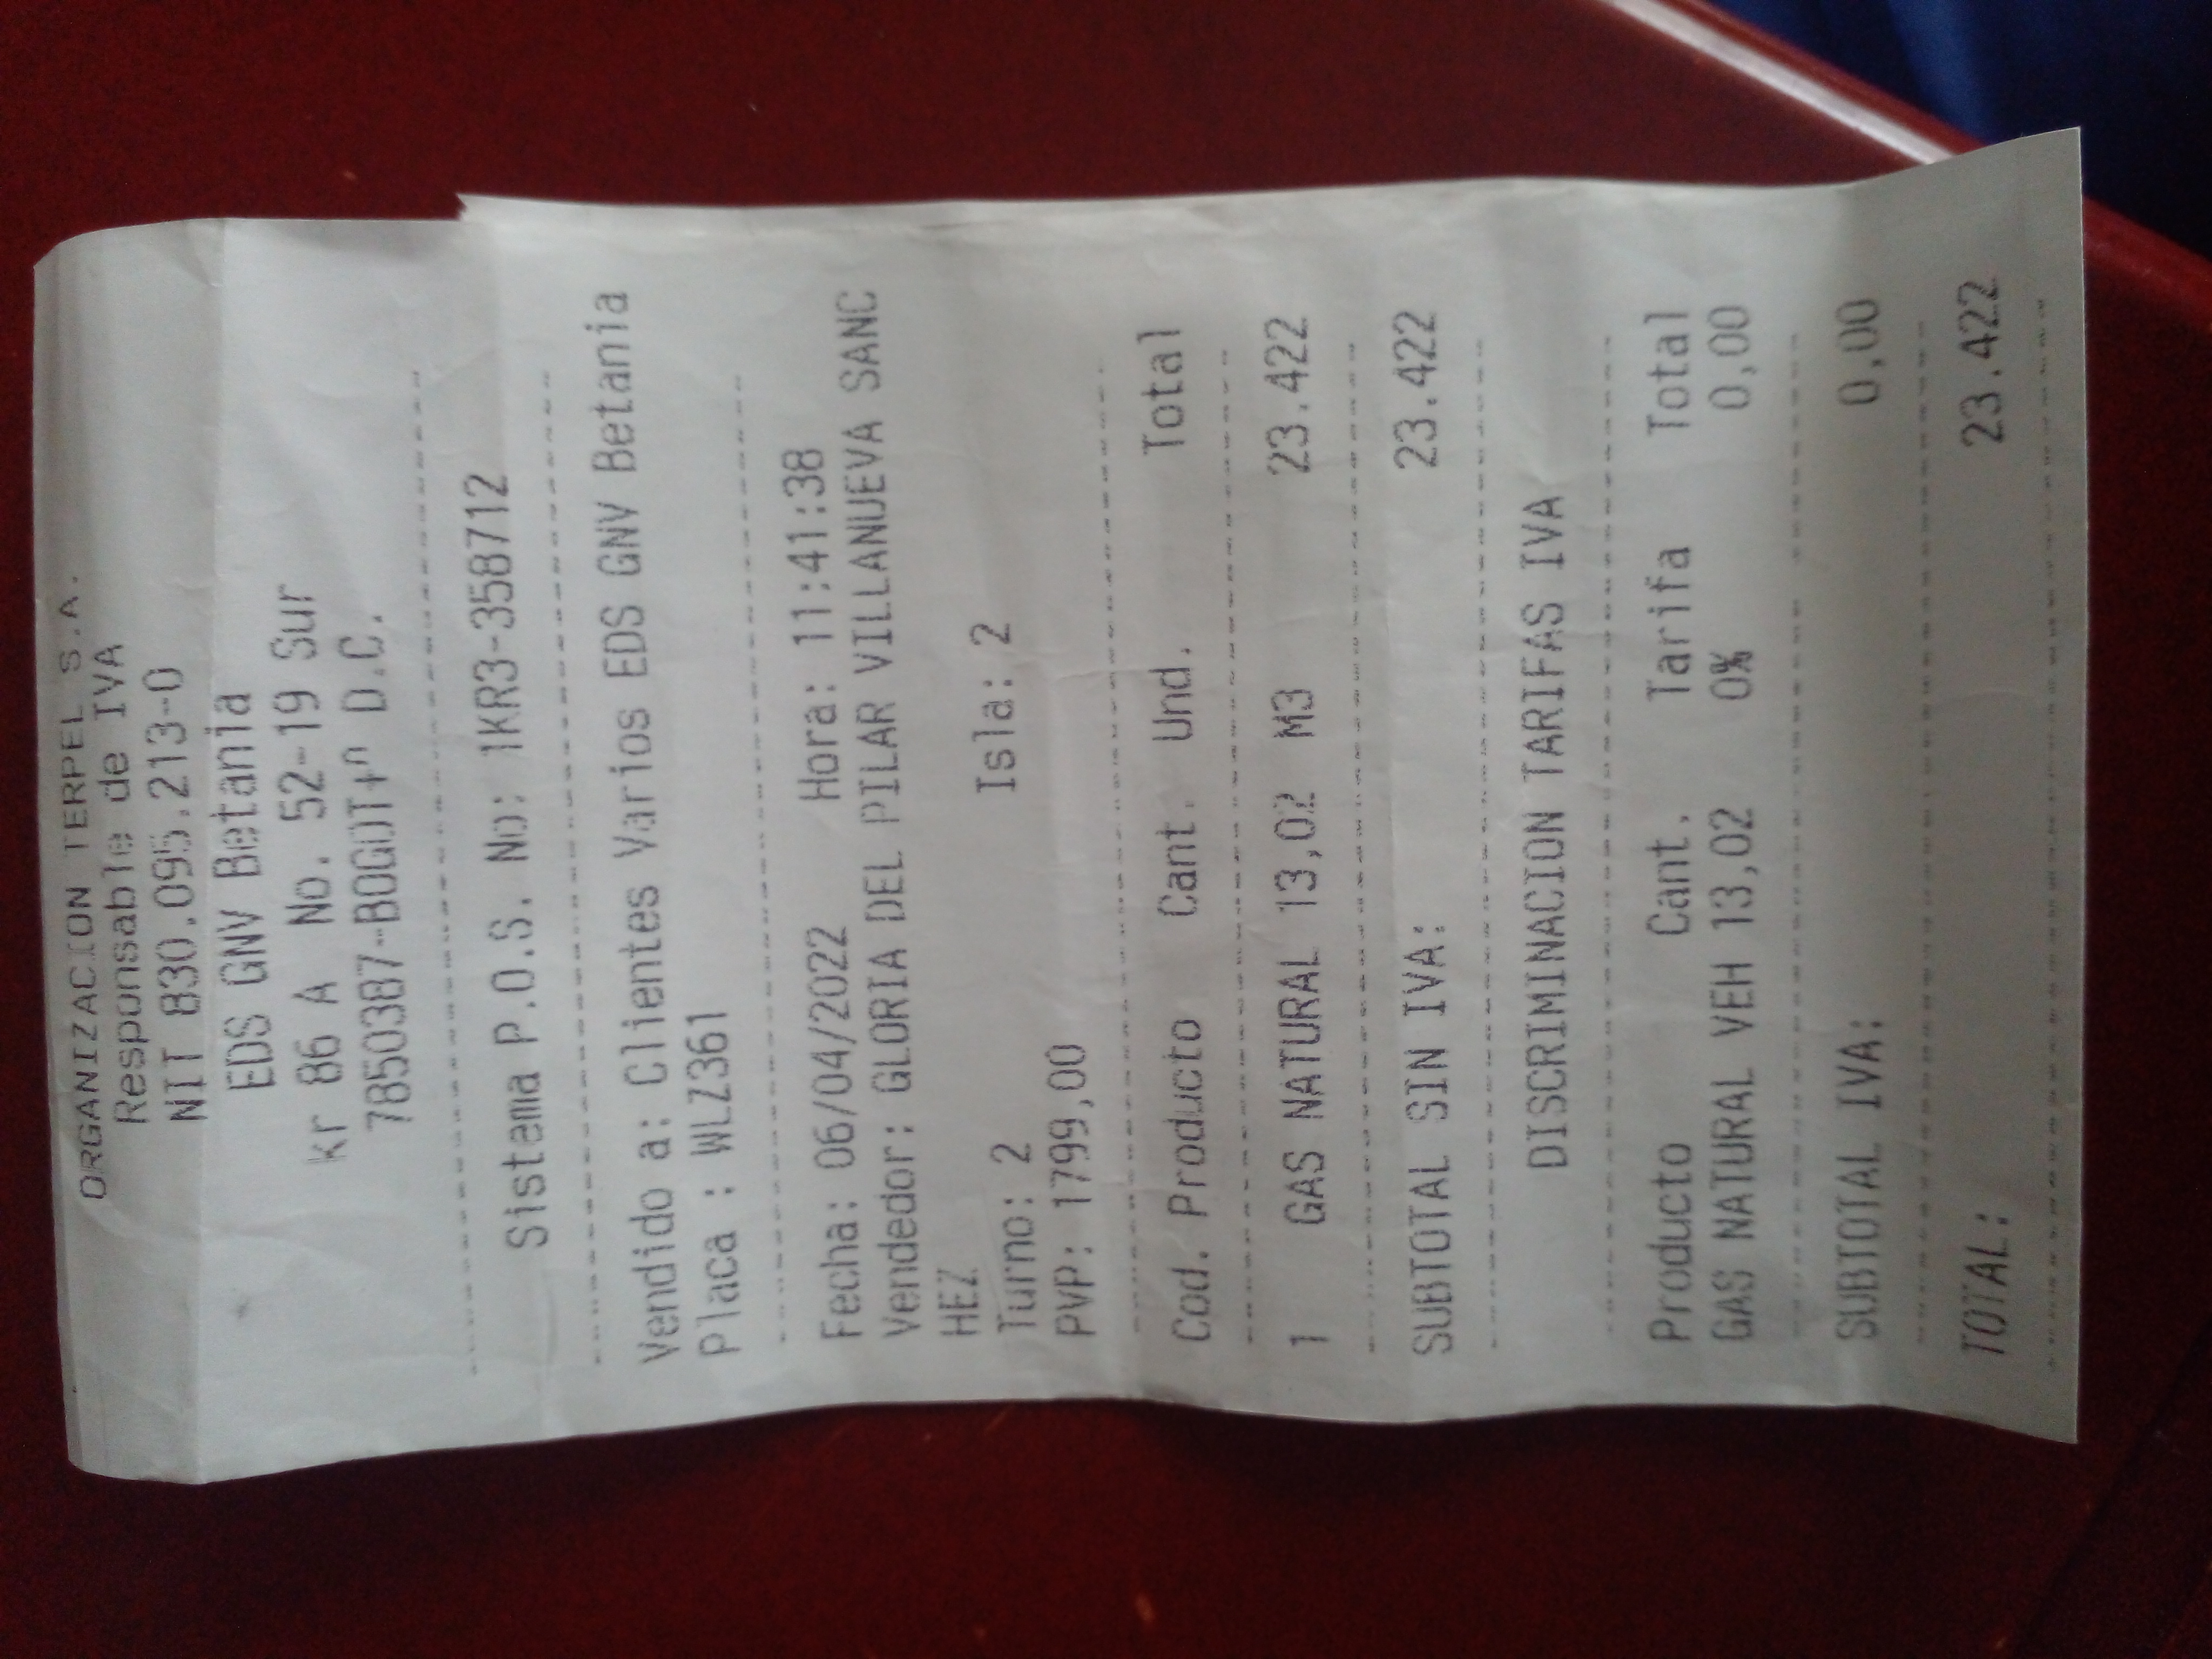 ORGANIZACION TERPEL S.A.
Responsable de IVA
NIT 830.095.213-0
EDS GNV Betania
kr 86 A No. 52-19 Sur
7850387-BOGOT+n D.C.
Sistema P.O.S. No: 1KR3-358712
Vendido a: Clientes Varios EDS GNV Betania
Placa : WLZ361
Fecha: 06/04/2022 Hora: 11:41:38
Vendedor: GLORIA DEL PILAR VILLANUEVA SANC
HEZ
Turno: 2 Isla: 2
PVP: 1799,00
Cod. Producto Cant. Und. Total
1 GAS NATURAL 13,02 M3 23.422
SUBTOTAL SIN IVA: 23.422
DISCRIMINACION TARIFAS IVA
Producto Cant. Tarifa Total
GAS NATURAL VEH 13,02 0% 0,00
SUBTOTAL IVA: 0,00
TOTAL: 23.422